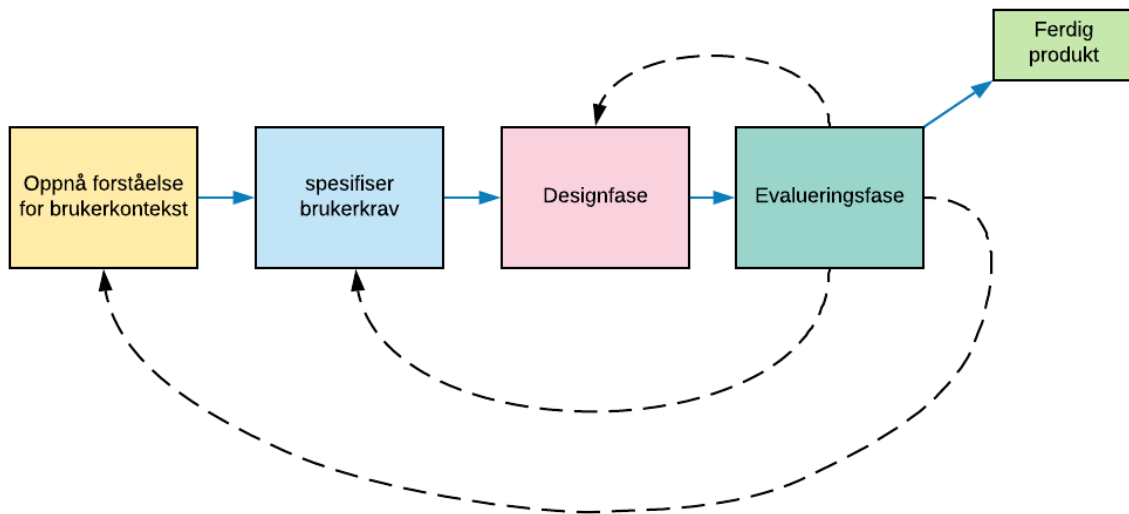 Ferdig
produkt
Oppnå forståelse
for brukerkontekst
spesifiser
brukerkrav
Designfase
Evalueringsfase